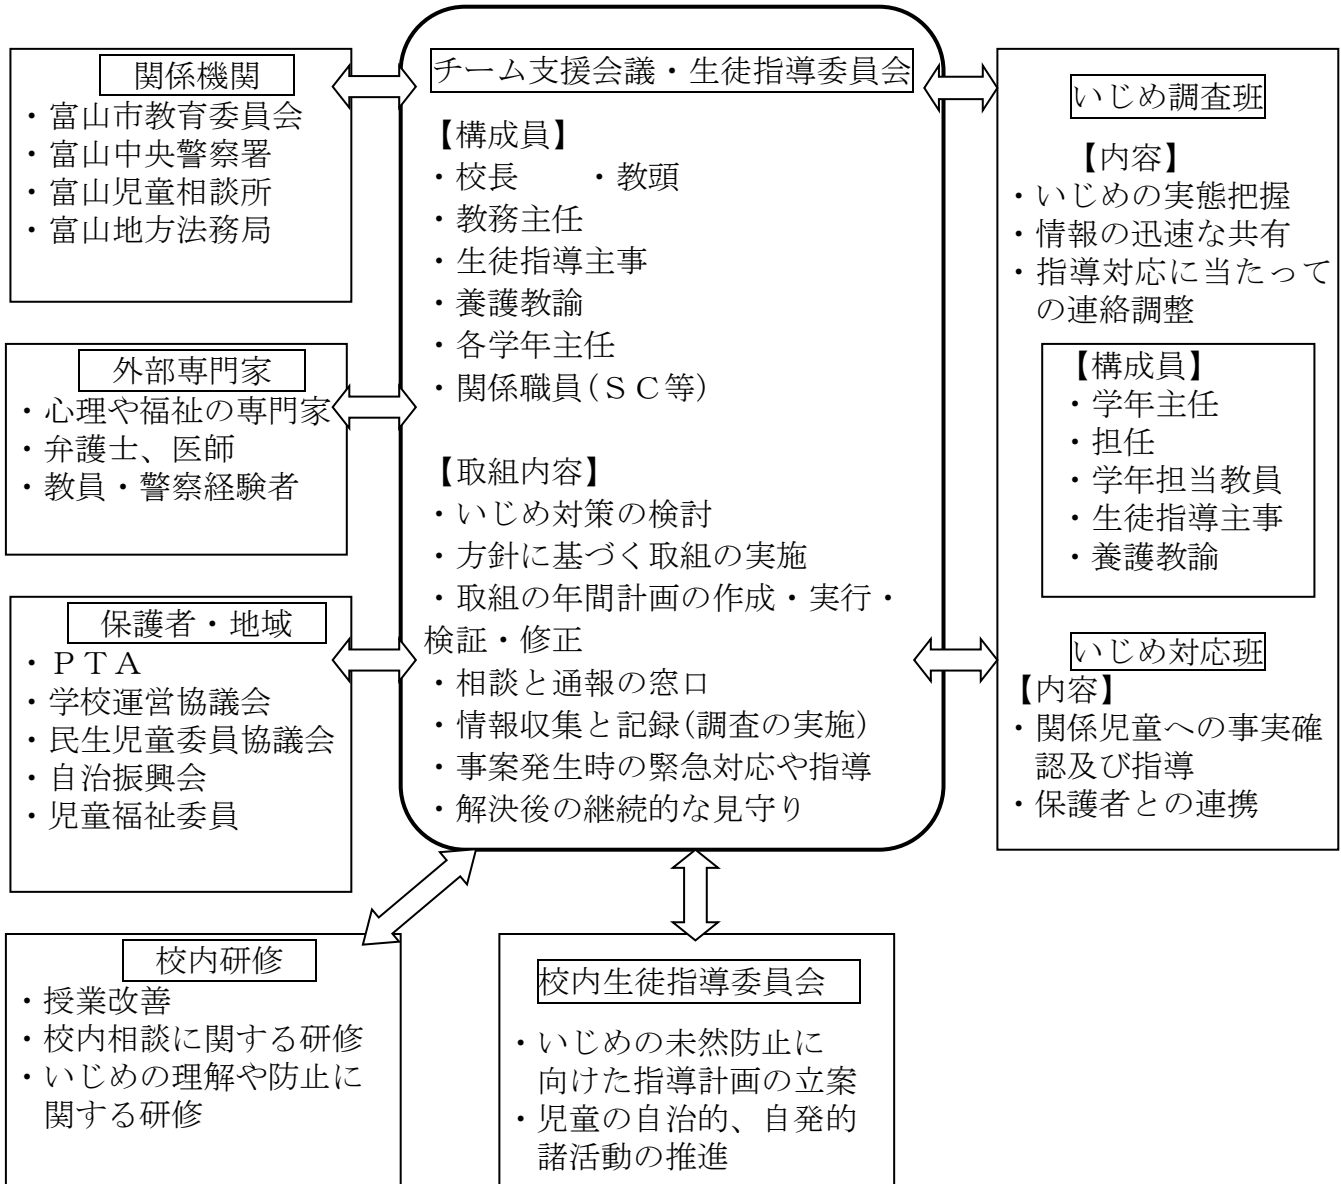 関係機関
・富山市教育委員会
・富山中央警察署
・富山児童相談所
・富山地方法務局
外部専門家
・心理や福祉の専門家
・弁護士、医師
・教員・警察経験者
保護者・地域
・ＰＴＡ
・学校運営協議会
・民生児童委員協議会
・自治振興会
・児童福祉委員
チーム支援会議・生徒指導委員会
【構成員】
・校長　　・教頭
・教務主任
・生徒指導主事
・養護教諭
・各学年主任
・関係職員(ＳＣ等)
【取組内容】
・いじめ対策の検討
・方針に基づく取組の実施
・取組の年間計画の作成・実行・
検証・修正
・相談と通報の窓口
・情報収集と記録(調査の実施)
・事案発生時の緊急対応や指導
・解決後の継続的な見守り
いじめ調査班
【内容】
・いじめの実態把握
・情報の迅速な共有
・指導対応に当たって
の連絡調整
【構成員】
・学年主任
・担任
・学年担当教員
・生徒指導主事
・養護教諭
いじめ対応班
【内容】
・関係児童への事実確
認及び指導
・保護者との連携
校内研修
・授業改善
・校内相談に関する研修
・いじめの理解や防止に
関する研修
校内生徒指導委員会
・いじめの未然防止に
向けた指導計画の立案
・児童の自治的、自発的
諸活動の推進